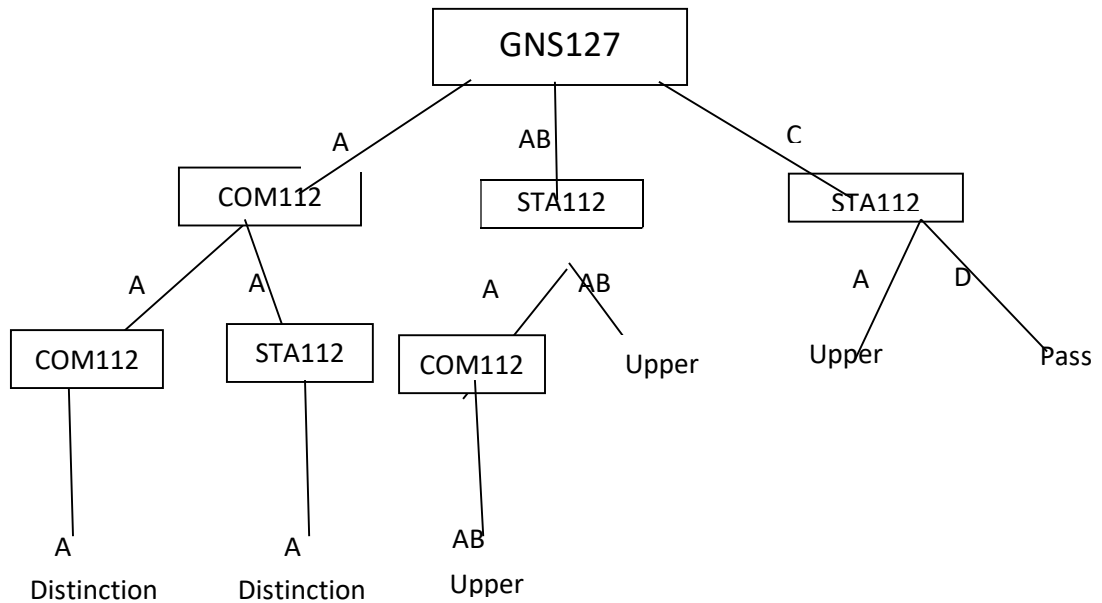 GNS127
A
AB
C
COM112
STA112
STA112
A
A
A
AB
A
D
COM112
STA112
COM112
Upper
Upper
Pass
A
A
AB
Distinction
Distinction
Upper